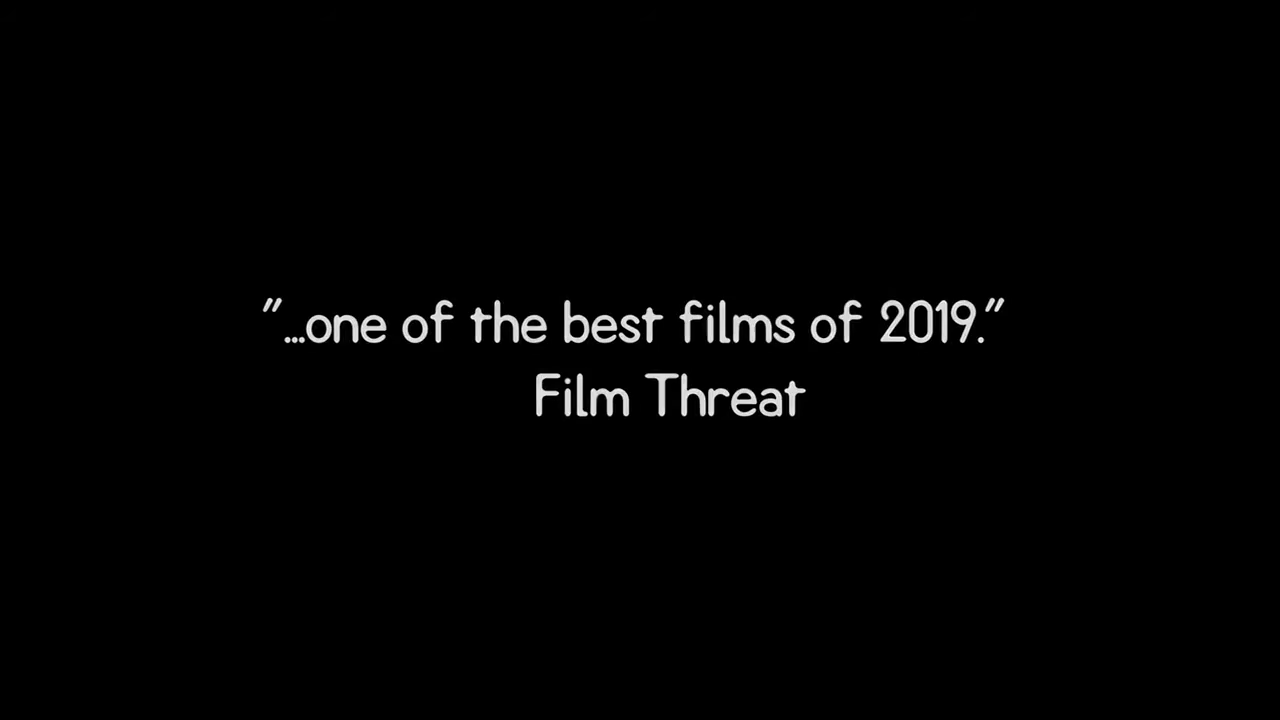 "...one of the best films of 2019."
Film Threat